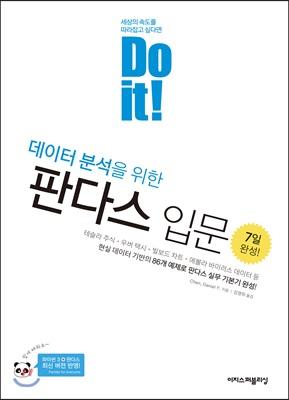 세상의 속도를
따라잡고 싶다면
Do
it!
데이터 분석을 위한
판다스 입문
7일
완성!
테슬라 주식 · 우버 택시 · 빌보드 차트 · 에볼라 바이러스 데이터 등
현실 데이터 기반의 86개 예제로 판다스 실무 기본기 완성!
Chen, Daniel Y. 지음
파이썬 3 & 판다스
최신 버전 반영!
이지스퍼블리싱